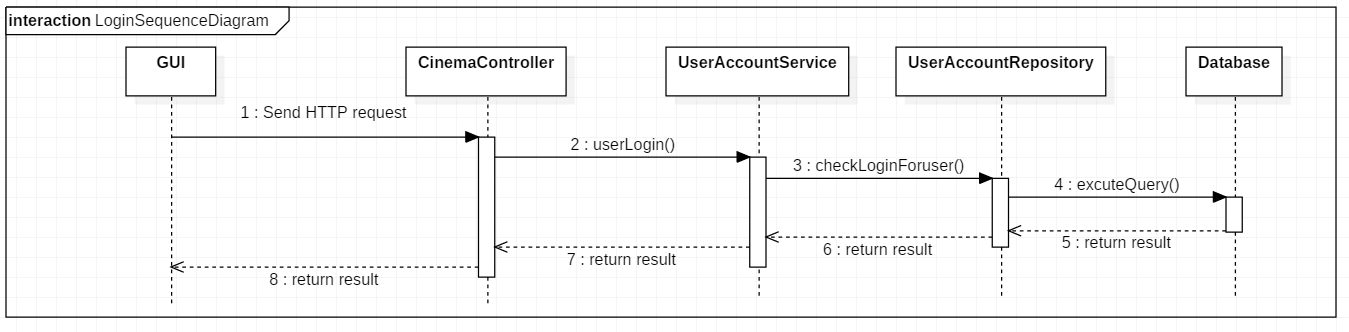 interaction LoginSequenceDiagram
GUI
CinemaController
UserAccountService
UserAccountRepository
Database
1 : Send HTTP request
2 : userLogin()
3 : checkLoginForuser()
4 : excuteQuery()
5 : return result
6 : return result
7 : return result
8 : return result